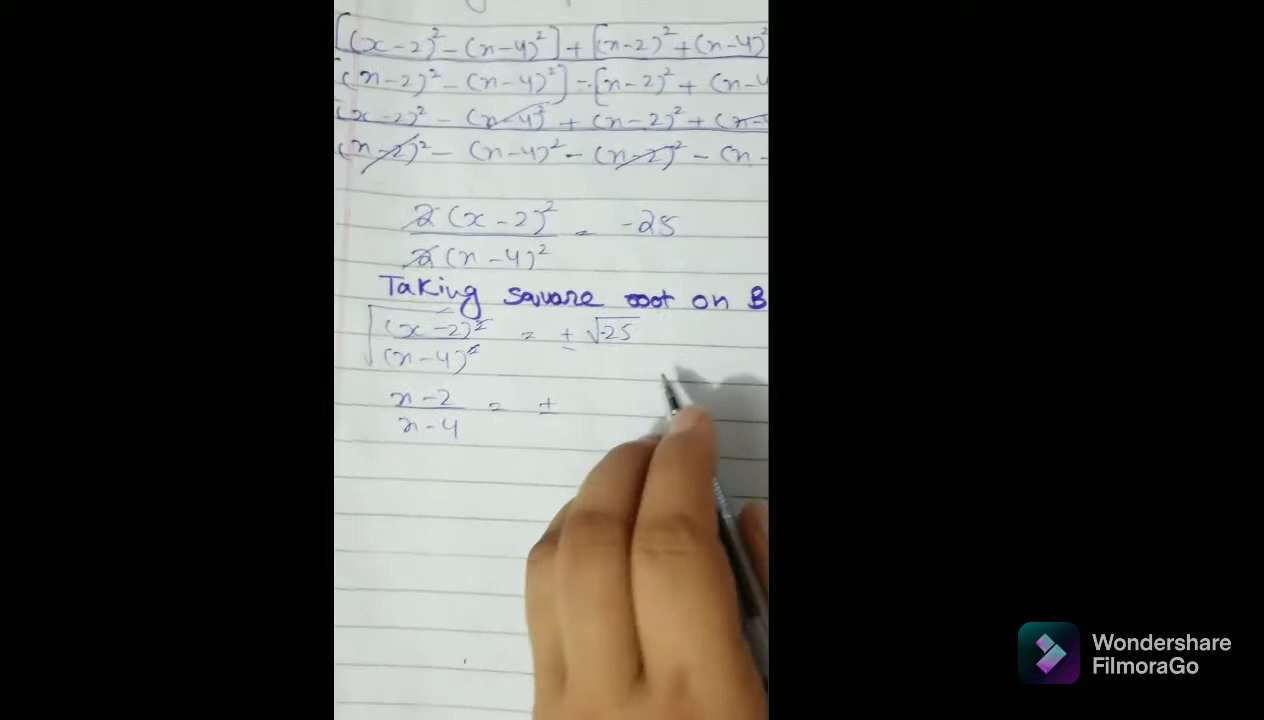 [(x-2)² - (n-4)²] + [(n-2)² + (n-4)²
(n-2)² - (n-4)²] - [n-2)² + (n-4
(x-2)² - (n-4)² + (n-2)² + (n-
(n-2)² - (n-4)² - (n-2)² - (n-
2(x-2)² = -25
2(n-4)²
Taking square root on B
√(x-2)² = ± √-25
(n-4)²
n-2 = ±
n-4
Wondershare
FilmoraGo